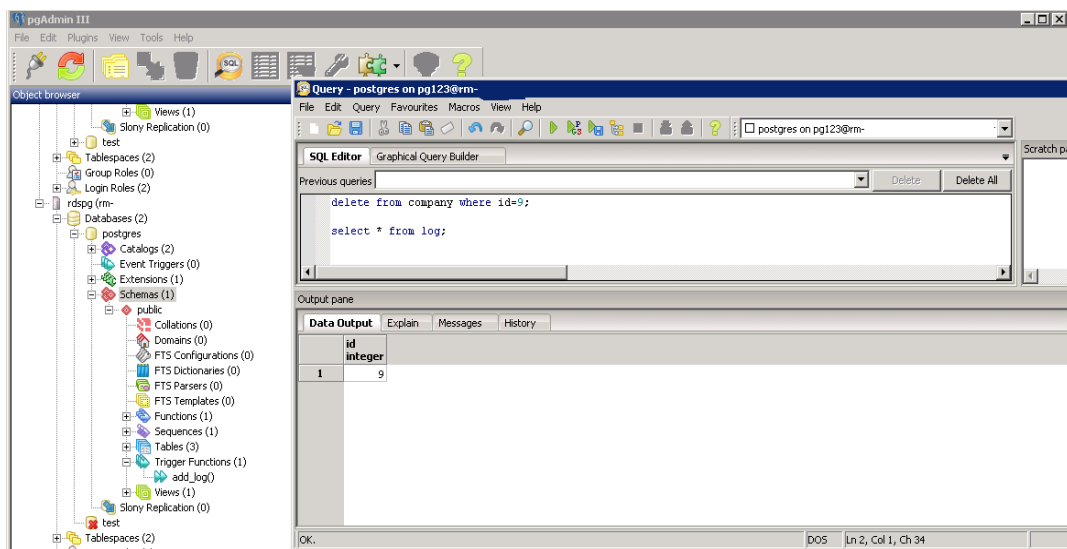 pgAdmin III
File Edit Plugins View Tools Help
SQL
Object browser
Views (1)
Slony Replication (0)
test
Tablespaces (2)
Group Roles (0)
Login Roles (2)
rdspg (rm-
Databases (2)
postgres
Catalogs (2)
Event Triggers (0)
Extensions (1)
Schemas (1)
public
Collations (0)
Domains (0)
FTS Configurations (0)
FTS Dictionaries (0)
FTS Parsers (0)
FTS Templates (0)
Functions (1)
Sequences (1)
Tables (3)
Trigger Functions (1)
add_log()
Views (1)
Slony Replication (0)
test
Tablespaces (2)
Query - postgres on pg123@rm-
File Edit Query Favourites Macros View Help
postgres on pg123@rm-
SQL Editor Graphical Query Builder
Scratch pa
Previous queries Delete Delete All
delete from company where id=9;
select * from log;
Output pane
Data Output Explain Messages History
id
integer
1 9
OK. DOS Ln 2, Col 1, Ch 34